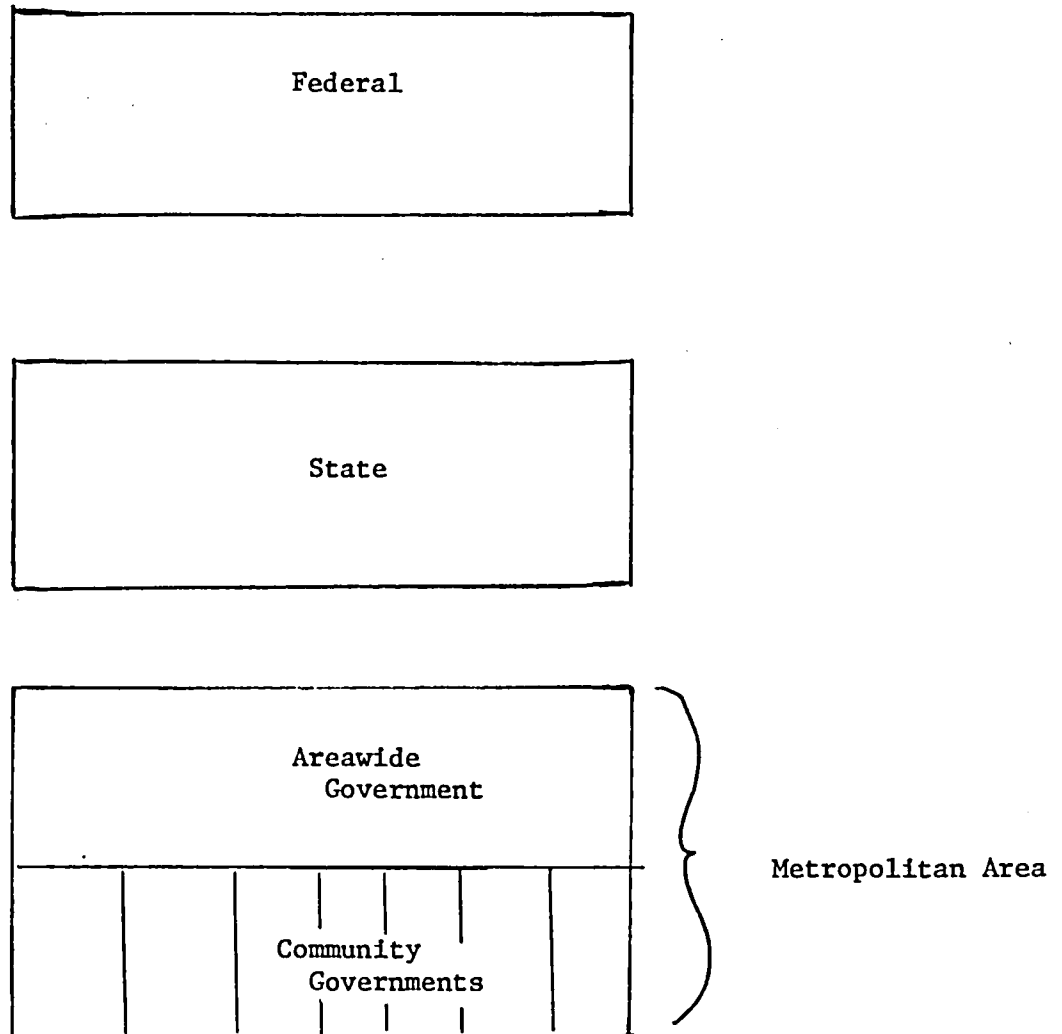 Federal
State
Areawide
Government
Metropolitan Area
Community
Governments